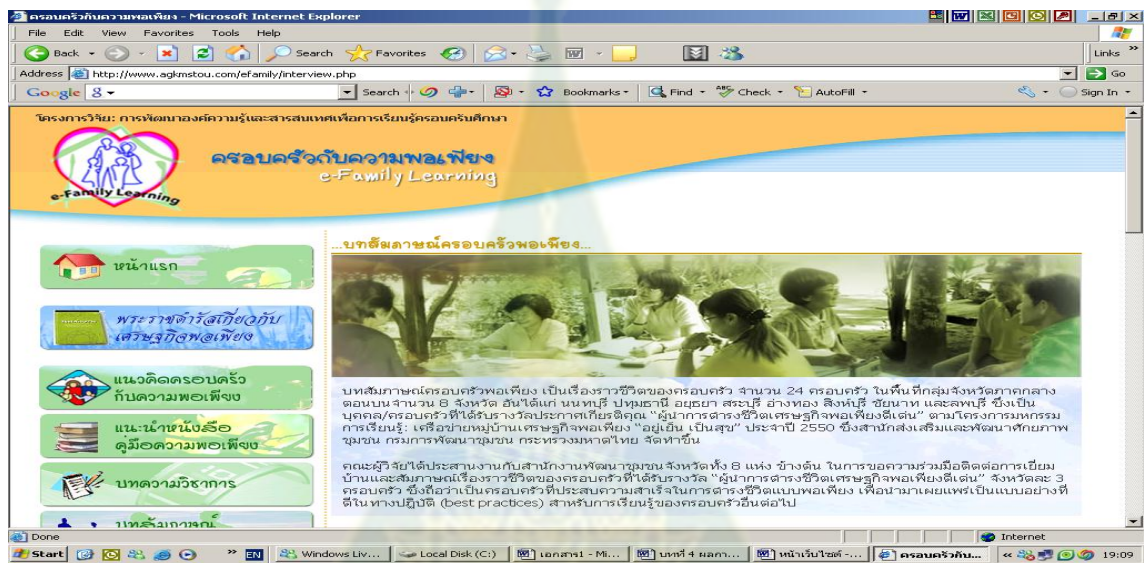 ครอบครัวกับความพอเพียง - Microsoft Internet Explorer
File Edit View Favorites Tools Help
Back Search Favorites
Links
Address http://www.agkmstou.com/efamily/interview.php Go
Google Search Bookmarks Find Check AutoFill Sign In
โครงการวิจัย: การพัฒนาองค์ความรู้และสารสนเทศเพื่อการเรียนรู้ครอบครัวศึกษา
ครอบครัวกับความพอเพียง
e-Family Learning
e-Family Learning
...บทสัมภาษณ์ครอบครัวพอเพียง...
หน้าแรก
พระราชดำรัสเกี่ยวกับ
เศรษฐกิจพอเพียง
แนวคิดครอบครัว
กับความพอเพียง
แนะนำหนังสือ
คู่มือความพอเพียง
บทความวิชาการ
บทสัมภาษณ์
บทสัมภาษณ์ครอบครัวพอเพียง เป็นเรื่องราวชีวิตของครอบครัว จำนวน 24 ครอบครัว ในพื้นที่กลุ่มจังหวัดภาคกลาง
ตอนบนจำนวน 8 จังหวัด อันได้แก่ นนทบุรี ปทุมธานี อยุธยา สระบุรี อ่างทอง สิงห์บุรี ชัยนาท และลพบุรี ซึ่งเป็น
บุคคล/ครอบครัวที่ได้รับรางวัลประกาศเกียรติคุณ "ผู้นำการดำรงชีวิตเศรษฐกิจพอเพียงดีเด่น" ตามโครงการมหกรรม
การเรียนรู้: เครือข่ายหมู่บ้านเศรษฐกิจพอเพียง "อยู่เย็น เป็นสุข" ประจำปี 2550 ซึ่งสำนักส่งเสริมและพัฒนาศักยภาพ
ชุมชน กรมการพัฒนาชุมชน กระทรวงมหาดไทย จัดทำขึ้น
คณะผู้วิจัยได้ประสานงานกับสำนักงานพัฒนาชุมชนจังหวัดทั้ง 8 แห่ง ข้างต้น ในการขอความร่วมมือติดต่อการเยี่ยม
บ้านและสัมภาษณ์เรื่องราวชีวิตของครอบครัวที่ได้รับรางวัล "ผู้นำการดำรงชีวิตเศรษฐกิจพอเพียงดีเด่น" จังหวัดละ 3
ครอบครัว ซึ่งถือว่าเป็นครอบครัวที่ประสบความสำเร็จในการดำรงชีวิตแบบพอเพียง เพื่อนำมาเผยแพร่เป็นแบบอย่างที่
ดีในทางปฏิบัติ (best practices) สำหรับการเรียนรู้ของครอบครัวอื่นต่อไป
Done Internet
Start EN Windows Liv... Local Disk (C:) เอกสาร1 - Mi... บทที่ 4 ผลกา... หน้าเว็บไซต์ -... ครอบครัวกับ... 19:09